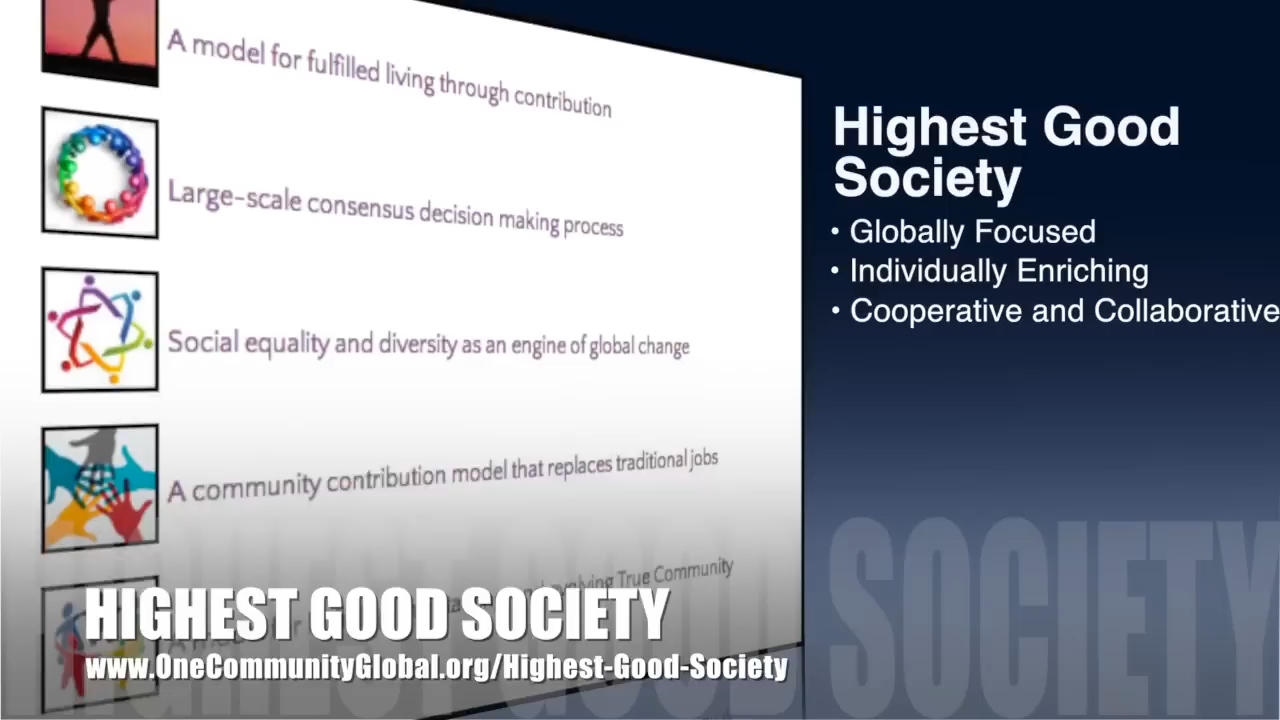 A model for fulfilled living through contribution
Large-scale consensus decision making process
Social equality and diversity as an engine of global change
A community contribution model that replaces traditional jobs
True Community
Highest Good
Society
• Globally Focused
• Individually Enriching
• Cooperative and Collaborative
HIGHEST GOOD SOCIETY
HIGHEST GOOD SOCIETY
www.OneCommunityGlobal.org/Highest-Good-Society